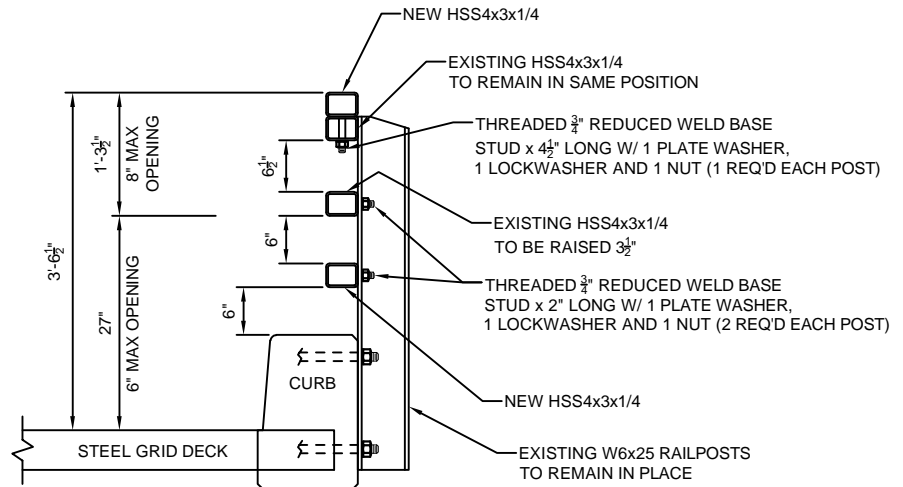 NEW HSS4x3x1/4
EXISTING HSS4x3x1/4
TO REMAIN IN SAME POSITION
THREADED 3/4" REDUCED WELD BASE
STUD x 4 1/2" LONG W/ 1 PLATE WASHER,
1 LOCKWASHER AND 1 NUT (1 REQ'D EACH POST)
EXISTING HSS4x3x1/4
TO BE RAISED 3 1/2"
THREADED 3/4" REDUCED WELD BASE
STUD x 2" LONG W/ 1 PLATE WASHER,
1 LOCKWASHER AND 1 NUT (2 REQ'D EACH POST)
NEW HSS4x3x1/4
EXISTING W6x25 RAILPOSTS
TO REMAIN IN PLACE
3'-6 1/2"
1'-3 1/2"
8" MAX
OPENING
27"
6" MAX OPENING
6 1/2"
6"
6"
CURB
STEEL GRID DECK